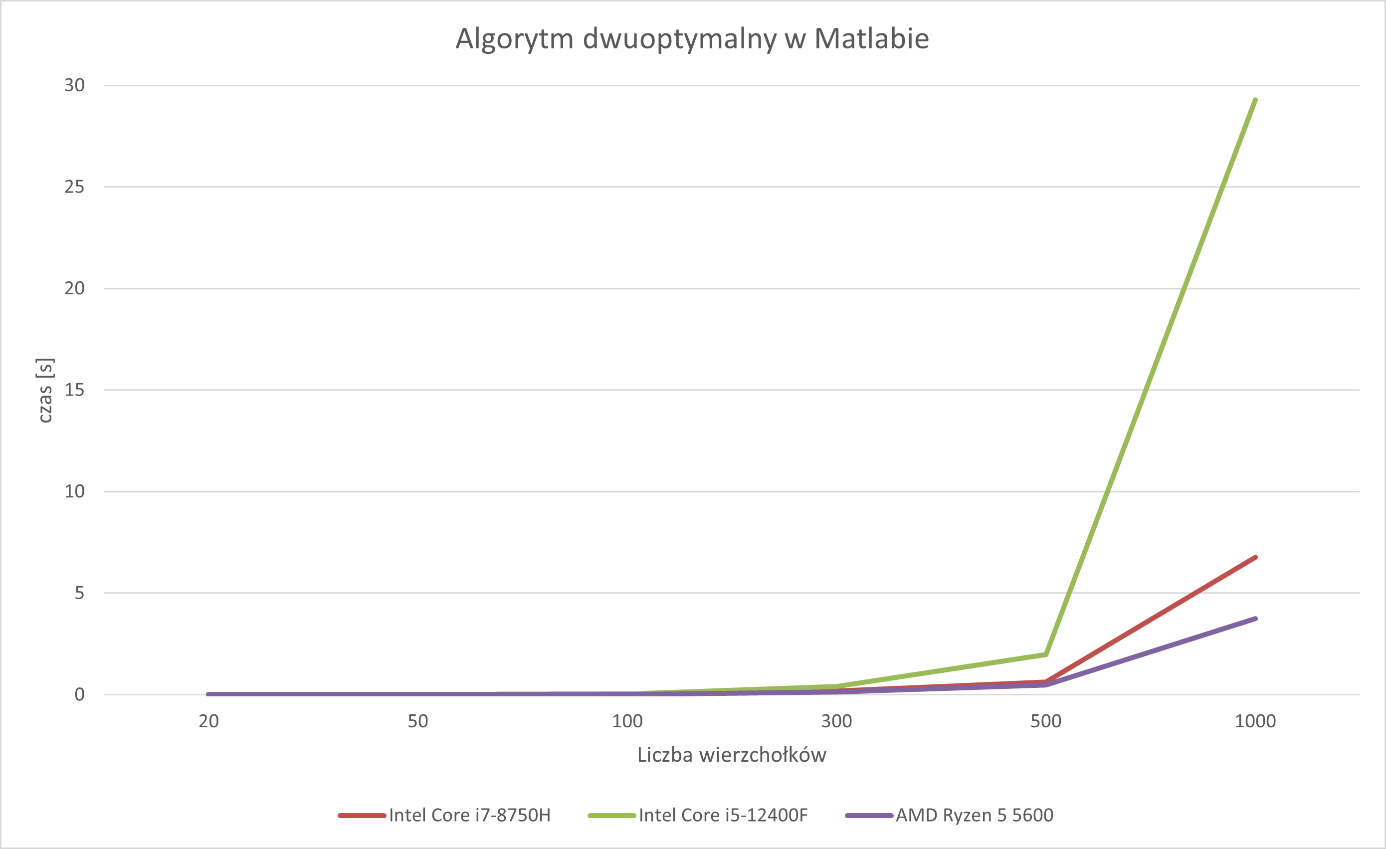 Algorytm dwuoptymalny w Matlabie
30
25
20
15
10
5
0
czas [s]
20 50 100 300 500 1000
Liczba wierzchołków
Intel Core i7-8750H Intel Core i5-12400F AMD Ryzen 5 5600